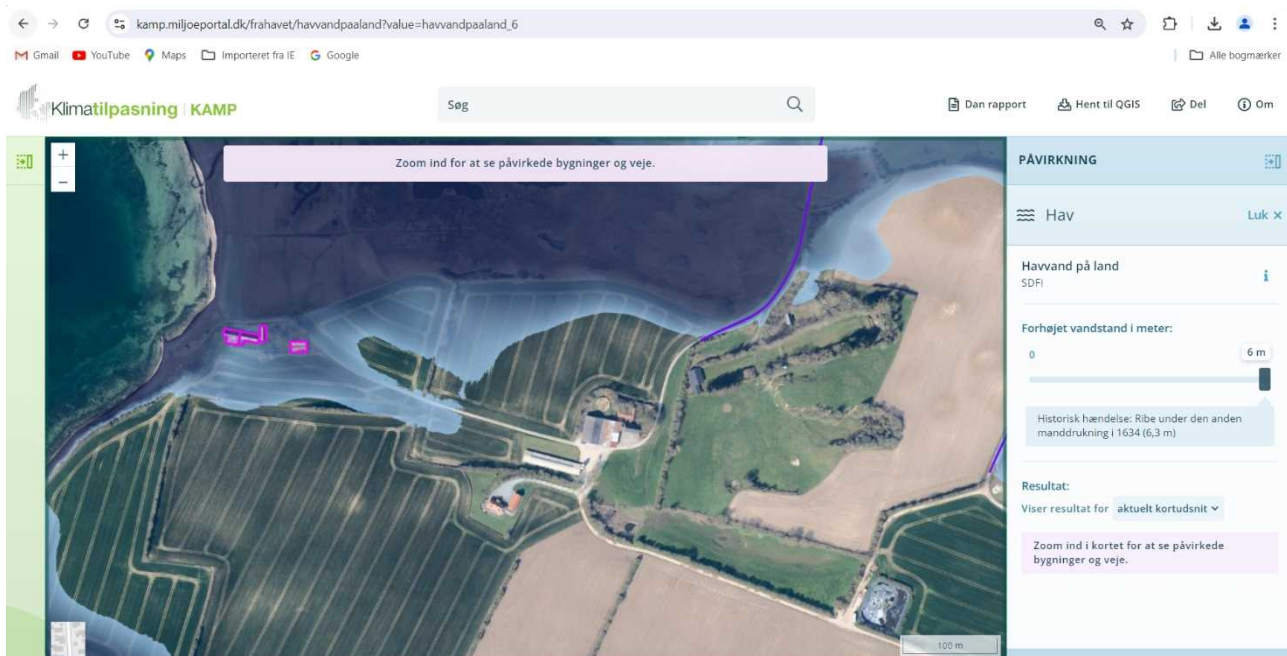 kamp.miljoeportal.dk/frahavet/havvandpaaland?value=havvandpaaland_6
Gmail YouTube Maps Importeret fra IE Google Alle bogmærker
Klimatilpasning KAMP
Søg
Dan rapport Hent til QGIS Del Om
+
−
Zoom ind for at se påvirkede bygninger og veje.
PÅVIRKNING
Hav Luk ×
Havvand på land
SDFI
Forhøjet vandstand i meter:
0 6 m
Historisk hændelse: Ribe under den anden
manddrukning i 1634 (6,3 m)
Resultat:
Viser resultat for aktuelt kortudsnit
Zoom ind i kortet for at se påvirkede
bygninger og veje.
100 m